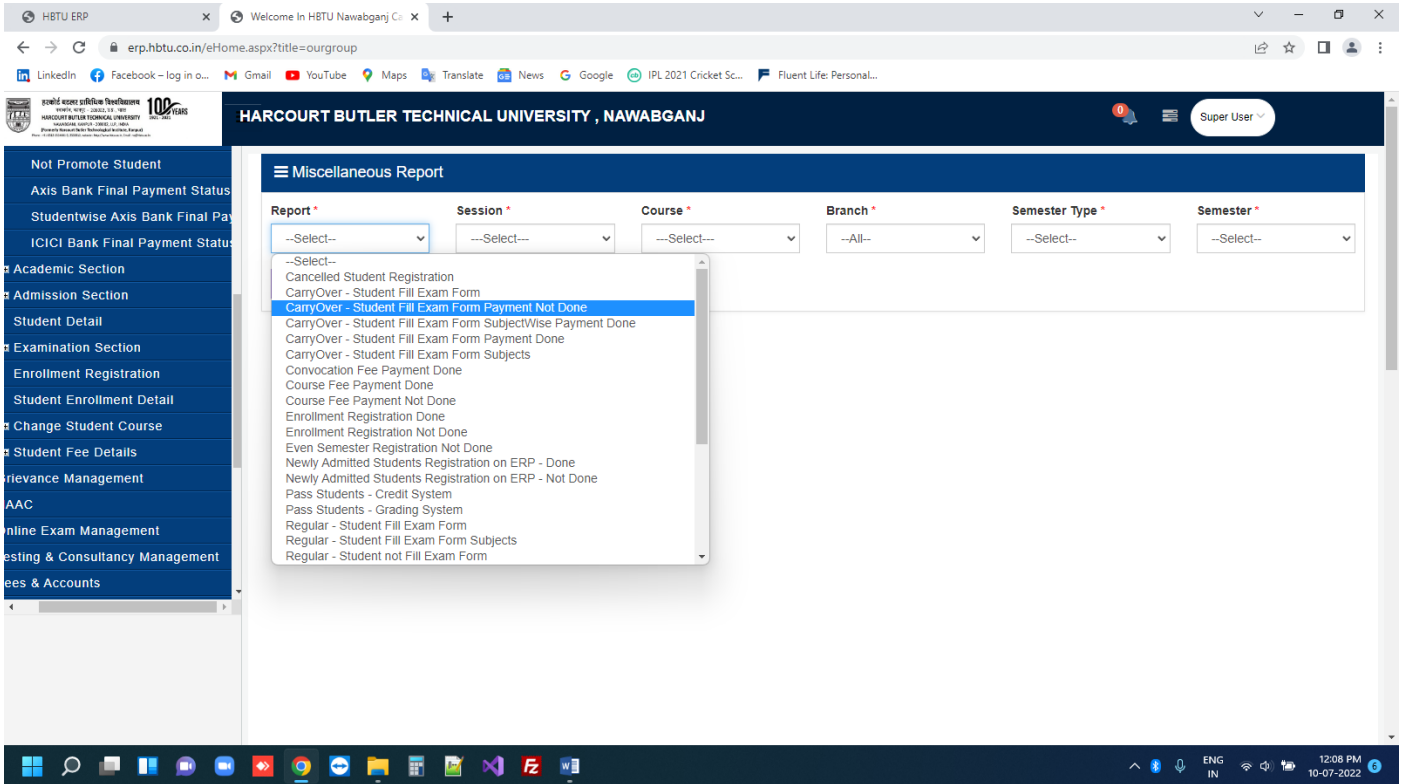 HBTU ERP
Welcome In HBTU Nawabganj Ca
erp.hbtu.co.in/eHome.aspx?title=ourgroup
LinkedIn Facebook – log in o... Gmail YouTube Maps Translate News Google IPL 2021 Cricket Sc... Fluent Life: Personal...
हरकोर्ट बटलर प्राविधिक विश्वविद्यालय
HARCOURT BUTLER TECHNICAL UNIVERSITY
100 YEARS
1921 - 2021
HARCOURT BUTLER TECHNICAL UNIVERSITY , NAWABGANJ
0
Super User
Not Promote Student
Axis Bank Final Payment Status
Studentwise Axis Bank Final Pay
ICICI Bank Final Payment Status
Academic Section
Admission Section
Student Detail
Examination Section
Enrollment Registration
Student Enrollment Detail
Change Student Course
Student Fee Details
rievance Management
AAC
nline Exam Management
esting & Consultancy Management
ees & Accounts
Miscellaneous Report
Report * Session * Course * Branch * Semester Type * Semester *
--Select-- ---Select--- ---Select--- --All-- --Select-- --Select--
--Select--
Cancelled Student Registration
CarryOver - Student Fill Exam Form
CarryOver - Student Fill Exam Form Payment Not Done
CarryOver - Student Fill Exam Form SubjectWise Payment Done
CarryOver - Student Fill Exam Form Payment Done
CarryOver - Student Fill Exam Form Subjects
Convocation Fee Payment Done
Course Fee Payment Done
Course Fee Payment Not Done
Enrollment Registration Done
Enrollment Registration Not Done
Even Semester Registration Not Done
Newly Admitted Students Registration on ERP - Done
Newly Admitted Students Registration on ERP - Not Done
Pass Students - Credit System
Pass Students - Grading System
Regular - Student Fill Exam Form
Regular - Student Fill Exam Form Subjects
Regular - Student not Fill Exam Form
ENG
IN
12:08 PM
10-07-2022
6